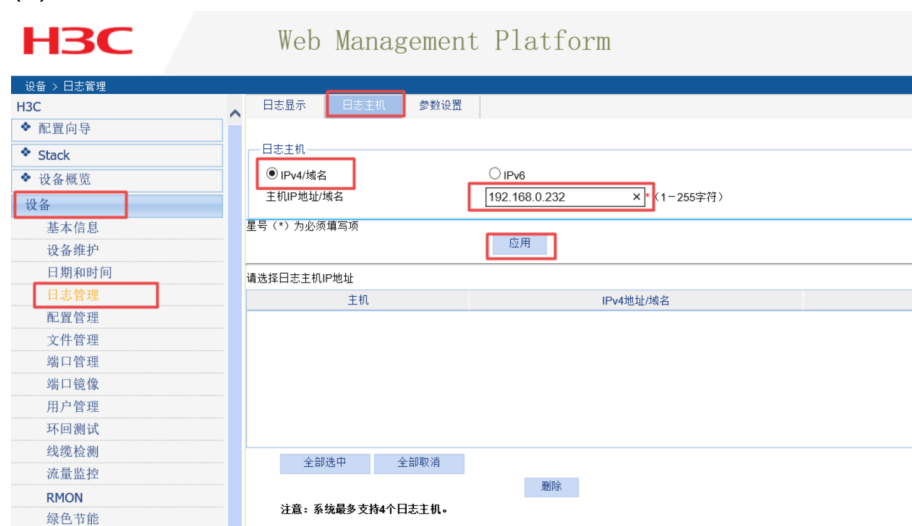 H3C
Web Management Platform
设备 > 日志管理
H3C
配置向导
Stack
设备概览
设备
基本信息
设备维护
日期和时间
日志管理
配置管理
文件管理
端口管理
端口镜像
用户管理
环回测试
线缆检测
流量监控
RMON
绿色节能
日志显示 日志主机 参数设置
日志主机
IPv4/域名 IPv6
主机IP地址/域名 192.168.0.232 × *(1-255字符)
星号(*)为必须填写项
应用
请选择日志主机IP地址
主机 IPv4地址/域名
全部选中 全部取消
删除
注意：系统最多支持4个日志主机。